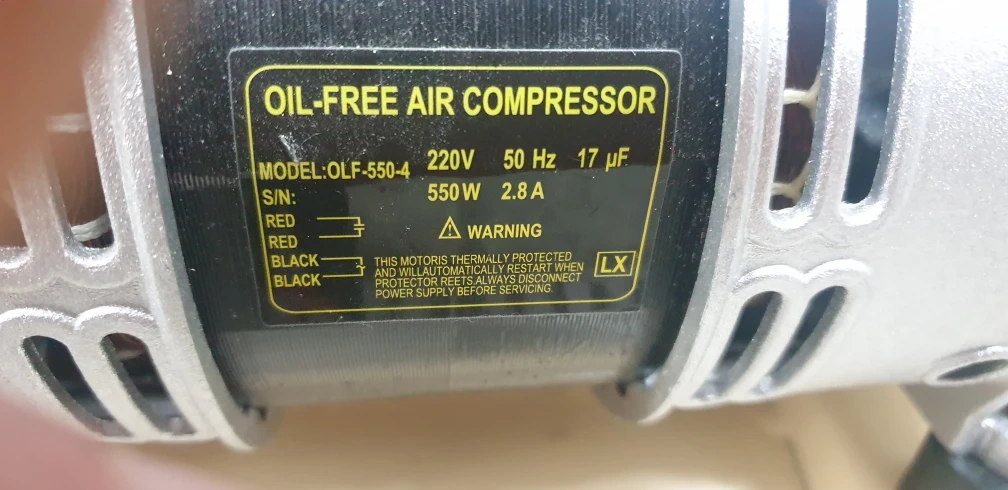 OIL-FREE AIR COMPRESSOR
MODEL:OLF-550-4 220V 50 Hz 17 µF
S/N: 550W 2.8A
RED
RED
⚠ WARNING
BLACK
BLACK
THIS MOTORIS THERMALLY PROTECTED
AND WILLAUTOMATICALLY RESTART WHEN
PROTECTOR REETS.ALWAYS DISCONNECT
POWER SUPPLY BEFORE SERVICING.
LX